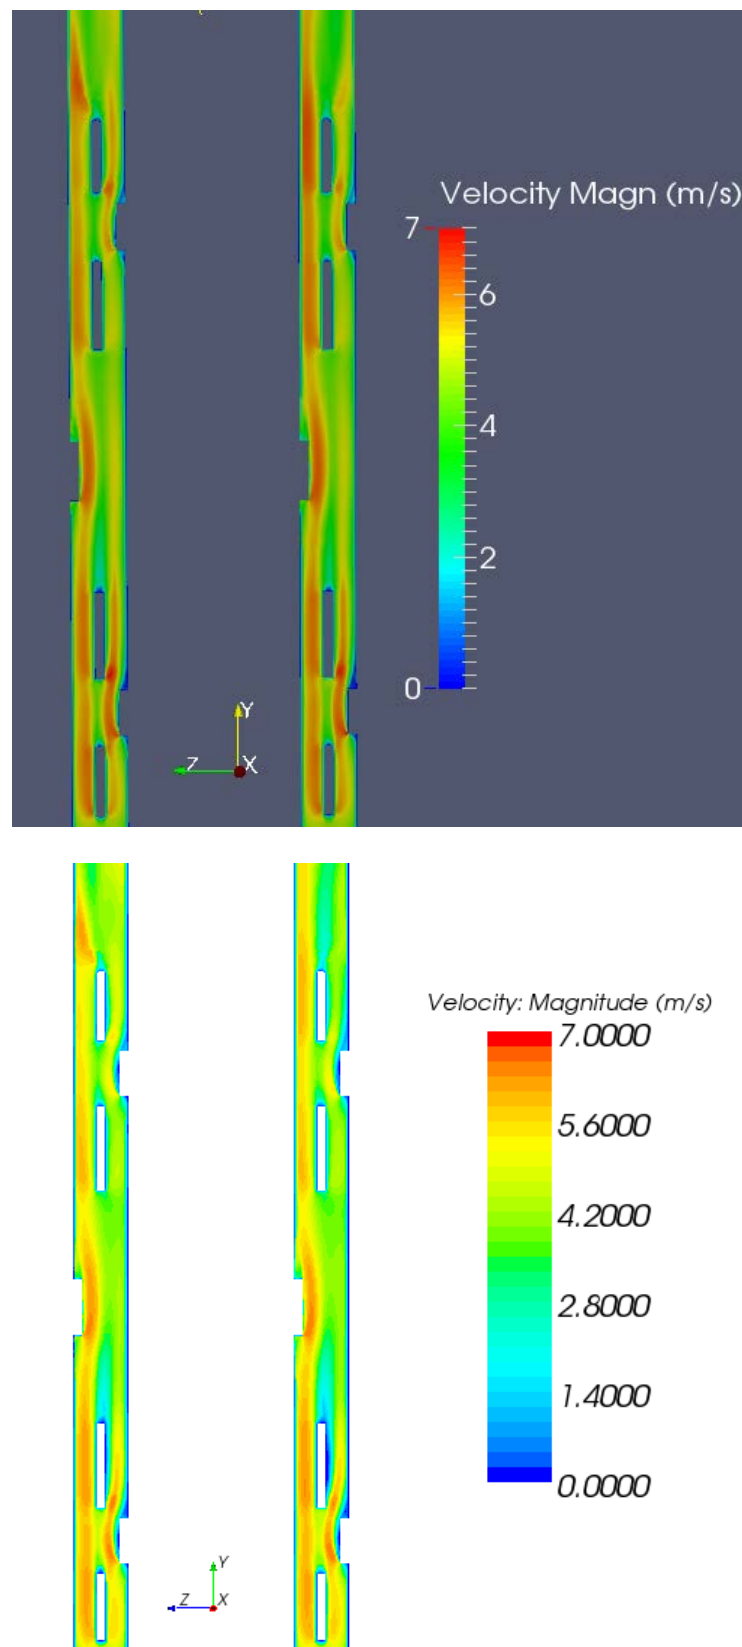 Velocity Magn (m/s)
7
6
4
2
0
Y
Z
X
Velocity: Magnitude (m/s)
7.0000
5.6000
4.2000
2.8000
1.4000
0.0000
Y
Z
X